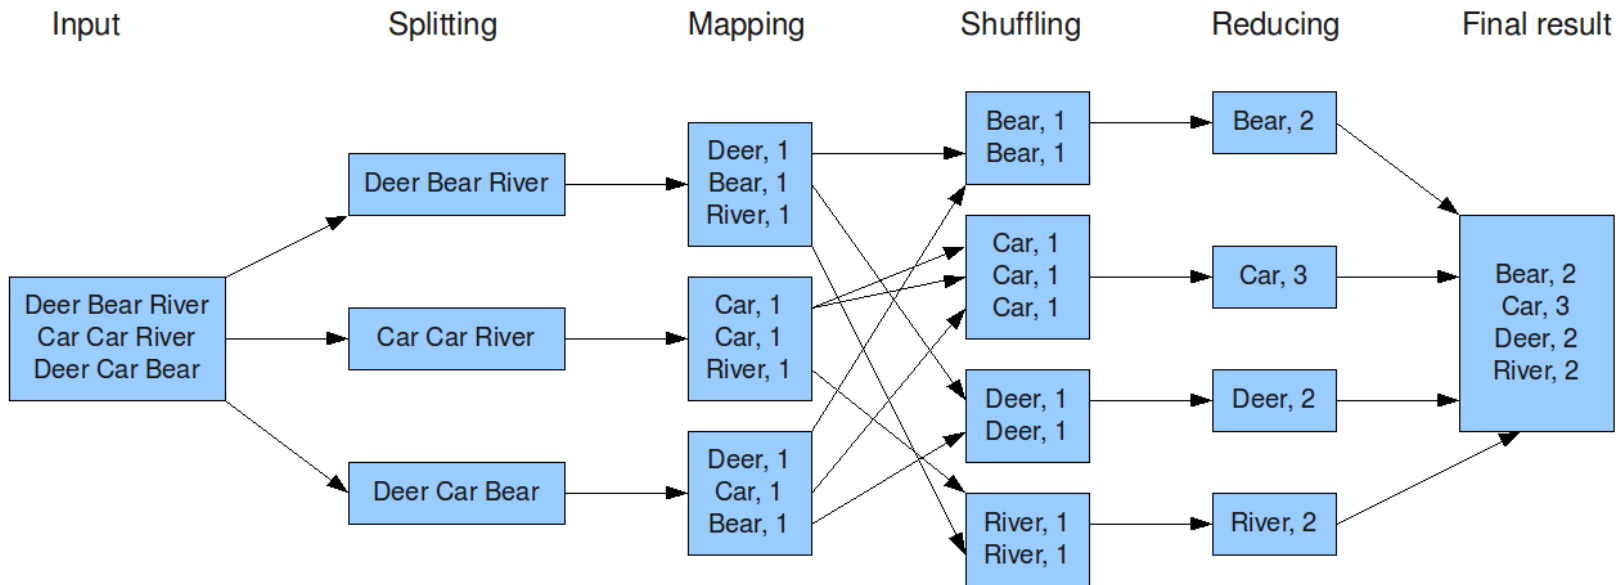 Input
Splitting
Mapping
Shuffling
Reducing
Final result
Deer Bear River
Car Car River
Deer Car Bear
Deer Bear River
Car Car River
Deer Car Bear
Deer, 1
Bear, 1
River, 1
Car, 1
Car, 1
River, 1
Deer, 1
Car, 1
Bear, 1
Bear, 1
Bear, 1
Car, 1
Car, 1
Car, 1
Deer, 1
Deer, 1
River, 1
River, 1
Bear, 2
Car, 3
Deer, 2
River, 2
Bear, 2
Car, 3
Deer, 2
River, 2